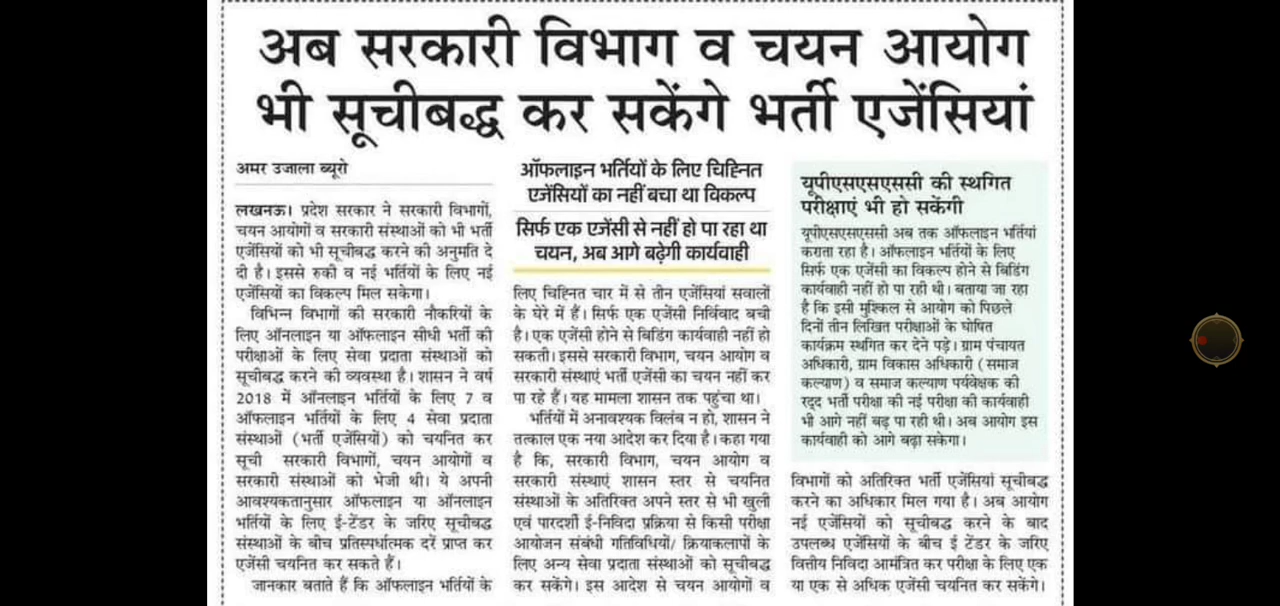 अब सरकारी विभाग व चयन आयोग
भी सूचीबद्ध कर सकेंगे भर्ती एजेंसियां
अमर उजाला ब्यूरो
लखनऊ। प्रदेश सरकार ने सरकारी विभागों,
चयन आयोगों व सरकारी संस्थाओं को भी भर्ती
एजेंसियों को भी सूचीबद्ध करने की अनुमति दे
दी है। इससे रुकी व नई भर्तियों के लिए नई
एजेंसियों का विकल्प मिल सकेगा।
विभिन्न विभागों की सरकारी नौकरियों के
लिए ऑनलाइन या ऑफलाइन सीधी भर्ती की
परीक्षाओं के लिए सेवा प्रदाता संस्थाओं को
सूचीबद्ध करने की व्यवस्था है। शासन ने वर्ष
2018 में ऑनलाइन भर्तियों के लिए 7 व
ऑफलाइन भर्तियों के लिए 4 सेवा प्रदाता
संस्थाओं (भर्ती एजेंसियों) को चयनित कर
सूची सरकारी विभागों, चयन आयोगों व
सरकारी संस्थाओं को भेजी थी। ये अपनी
आवश्यकतानुसार ऑफलाइन या ऑनलाइन
भर्तियों के लिए ई-टेंडर के जरिए सूचीबद्ध
संस्थाओं के बीच प्रतिस्पर्धात्मक दरें प्राप्त कर
एजेंसी चयनित कर सकते हैं।
जानकार बताते हैं कि ऑफलाइन भर्तियों के
ऑफलाइन भर्तियों के लिए चिह्नित
एजेंसियों का नहीं बचा था विकल्प
सिर्फ एक एजेंसी से नहीं हो पा रहा था
चयन, अब आगे बढ़ेगी कार्यवाही
लिए चिह्नित चार में से तीन एजेंसियां सवालों
के घेरे में हैं। सिर्फ एक एजेंसी निर्विवाद बची
है। एक एजेंसी होने से बिडिंग कार्यवाही नहीं हो
सकती। इससे सरकारी विभाग, चयन आयोग व
सरकारी संस्थाएं भर्ती एजेंसी का चयन नहीं कर
पा रहे हैं। यह मामला शासन तक पहुंचा था।
भर्तियों में अनावश्यक विलंब न हो, शासन ने
तत्काल एक नया आदेश कर दिया है। कहा गया
है कि, सरकारी विभाग, चयन आयोग व
सरकारी संस्थाएं शासन स्तर से चयनित
संस्थाओं के अतिरिक्त अपने स्तर से भी खुली
एवं पारदर्शी ई-निविदा प्रक्रिया से किसी परीक्षा
आयोजन संबंधी गतिविधियों/ क्रियाकलापों के
लिए अन्य सेवा प्रदाता संस्थाओं को सूचीबद्ध
कर सकेंगे। इस आदेश से चयन आयोगों व
यूपीएसएसएससी की स्थगित
परीक्षाएं भी हो सकेंगी
यूपीएसएसएससी अब तक ऑफलाइन भर्तियां
कराता रहा है। ऑफलाइन भर्तियों के लिए
सिर्फ एक एजेंसी का विकल्प होने से बिडिंग
कार्यवाही नहीं हो पा रही थी। बताया जा रहा
है कि इसी मुश्किल से आयोग को पिछले
दिनों तीन लिखित परीक्षाओं के घोषित
कार्यक्रम स्थगित कर देने पड़े। ग्राम पंचायत
अधिकारी, ग्राम विकास अधिकारी (समाज
कल्याण) व समाज कल्याण पर्यवेक्षक की
रद्द भर्ती परीक्षा की नई परीक्षा की कार्यवाही
भी आगे नहीं बढ़ पा रही थी। अब आयोग इस
कार्यवाही को आगे बढ़ा सकेगा।
विभागों को अतिरिक्त भर्ती एजेंसियां सूचीबद्ध
करने का अधिकार मिल गया है। अब आयोग
नई एजेंसियों को सूचीबद्ध करने के बाद
उपलब्ध एजेंसियों के बीच ई टेंडर के जरिए
वित्तीय निविदा आमंत्रित कर परीक्षा के लिए एक
या एक से अधिक एजेंसी चयनित कर सकेंगे।